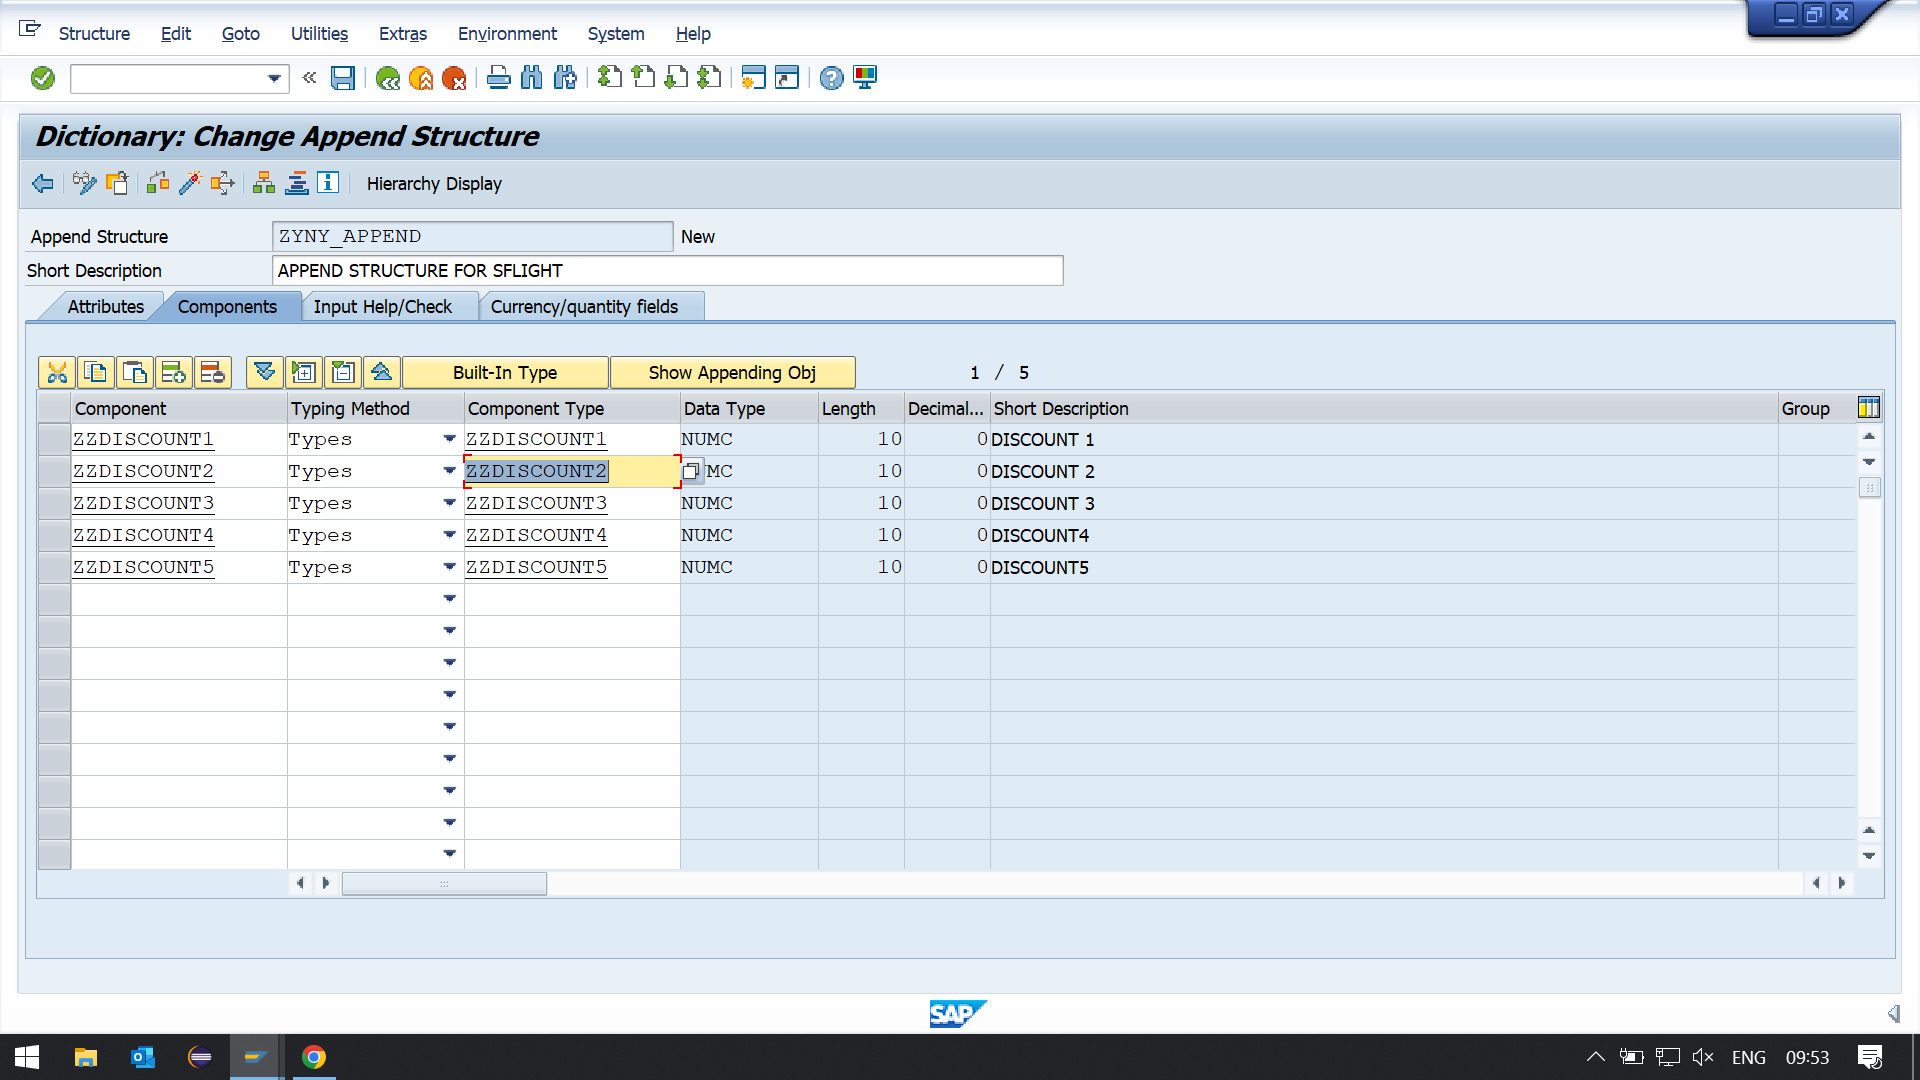 Structure Edit Goto Utilities Extras Environment System Help
Dictionary: Change Append Structure
Hierarchy Display
Append Structure ZYNY_APPEND New
Short Description APPEND STRUCTURE FOR SFLIGHT
Attributes Components Input Help/Check Currency/quantity fields
Built-In Type Show Appending Obj 1 / 5
Component Typing Method Component Type Data Type Length Decimal... Short Description Group
ZZDISCOUNT1 Types ZZDISCOUNT1 NUMC 10 0 DISCOUNT 1
ZZDISCOUNT2 Types ZZDISCOUNT2 MC 10 0 DISCOUNT 2
ZZDISCOUNT3 Types ZZDISCOUNT3 NUMC 10 0 DISCOUNT 3
ZZDISCOUNT4 Types ZZDISCOUNT4 NUMC 10 0 DISCOUNT4
ZZDISCOUNT5 Types ZZDISCOUNT5 NUMC 10 0 DISCOUNT5
SAP
ENG 09:53